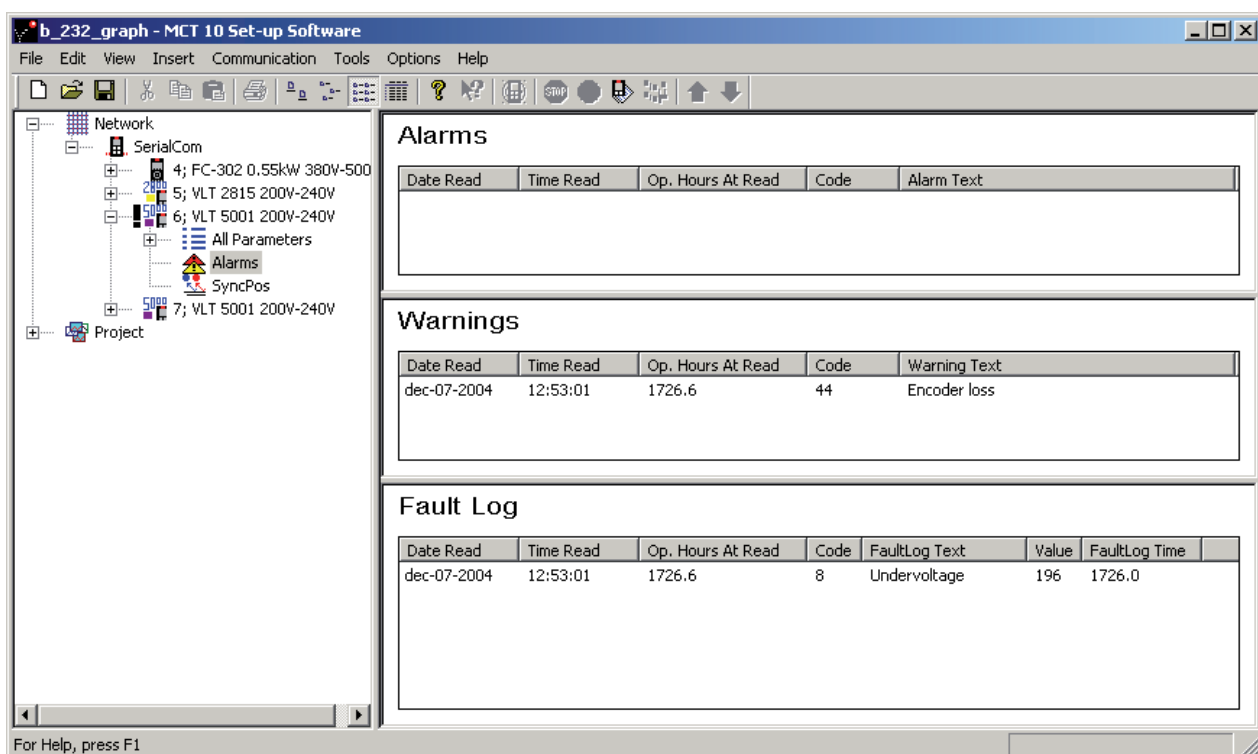 b_232_graph - MCT 10 Set-up Software
File Edit View Insert Communication Tools Options Help
STOP
Network
SerialCom
4; FC-302 0.55kW 380V-500
2800 5; VLT 2815 200V-240V
5000 6; VLT 5001 200V-240V
All Parameters
Alarms
SyncPos
5000 7; VLT 5001 200V-240V
Project
Alarms
Date Read Time Read Op. Hours At Read Code Alarm Text
Warnings
Date Read Time Read Op. Hours At Read Code Warning Text
dec-07-2004 12:53:01 1726.6 44 Encoder loss
Fault Log
Date Read Time Read Op. Hours At Read Code FaultLog Text Value FaultLog Time
dec-07-2004 12:53:01 1726.6 8 Undervoltage 196 1726.0
For Help, press F1